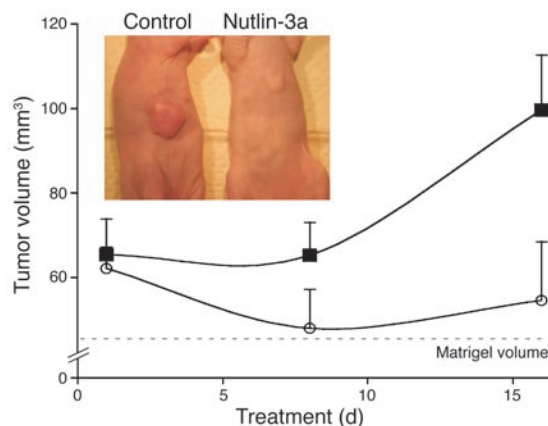 Control Nutlin-3a
120
100
80
60
0
Tumor volume (mm³)
Matrigel volume
0 5 10 15
Treatment (d)